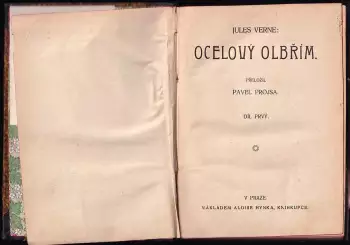 JULES VERNE:
OCELOVÝ OLBŘÍM.
PŘELOŽIL
PAVEL PROJSA.
DÍL PRVÝ.
V PRAZE.
NÁKLADEM ALOISE HYNKA, KNIHKUPCE.